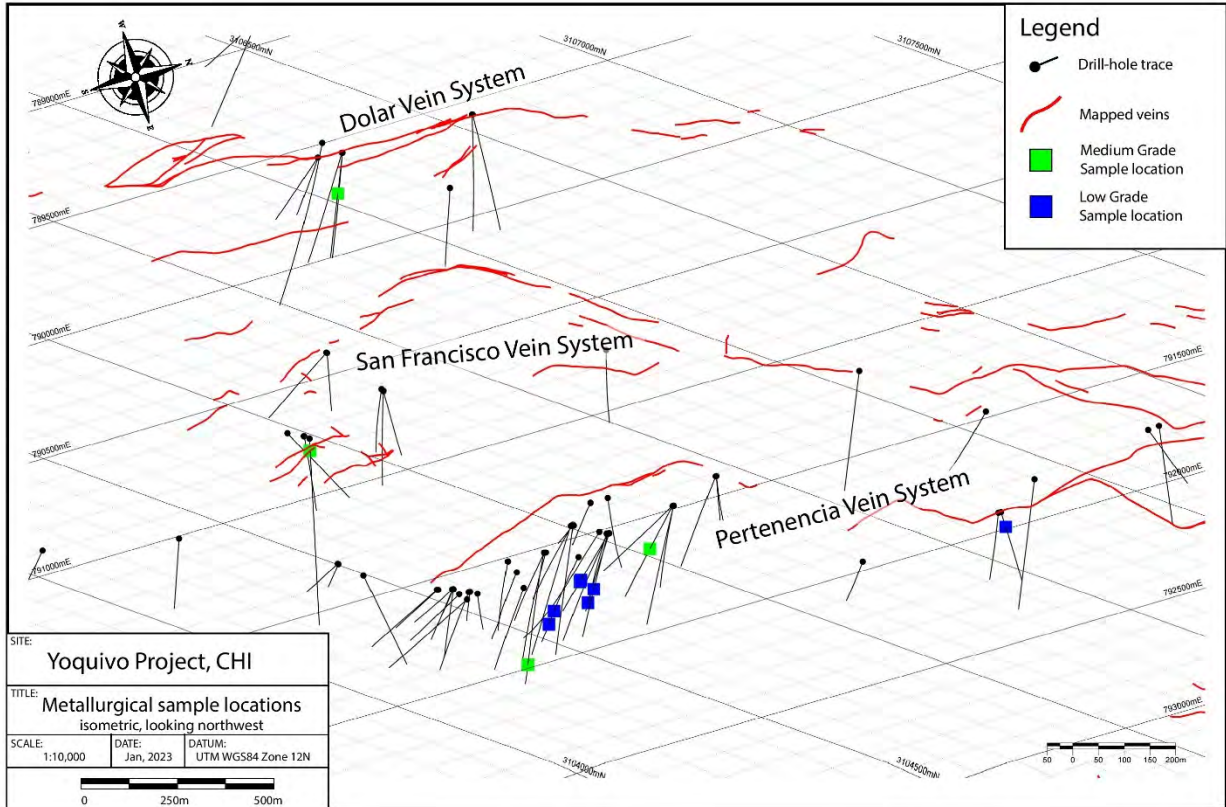 W
N
S
E
3106500mN
3107000mN
3107500mN
789000mE
789500mE
790000mE
790500mE
791000mE
791500mE
792000mE
792500mE
793000mE
3104000mN
3104500mN
Dolar Vein System
San Francisco Vein System
Pertenencia Vein System
Legend
Drill-hole trace
Mapped veins
Medium Grade
Sample location
Low Grade
Sample location
SITE:
Yoquivo Project, CHI
TITLE:
Metallurgical sample locations
isometric, looking northwest
SCALE: DATE: DATUM:
1:10,000 Jan, 2023 UTM WGS84 Zone 12N
0 250m 500m
50 0 50 100 150 200m